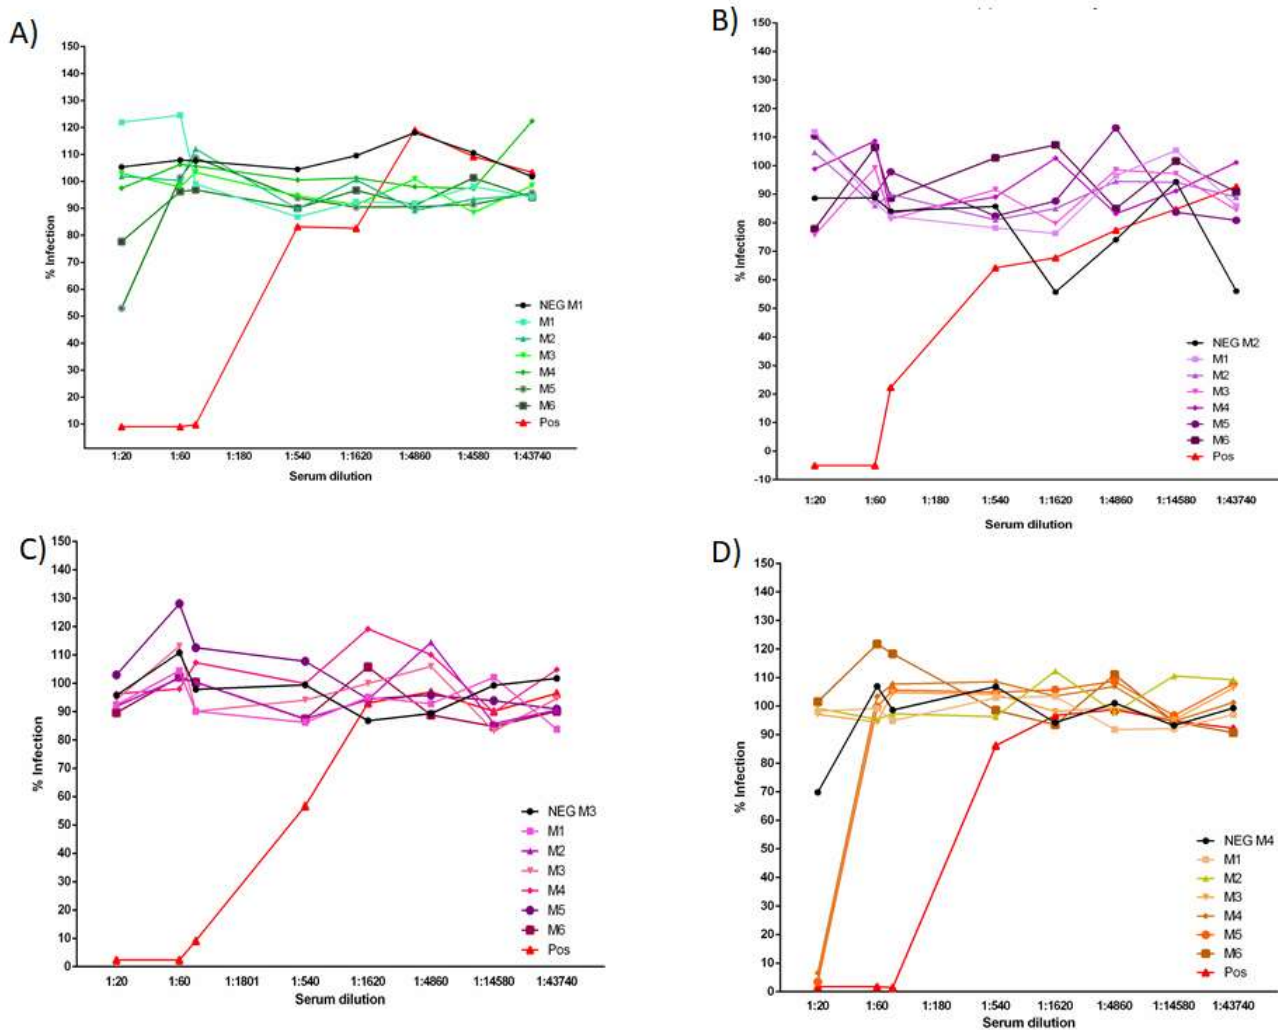 A)
150
140
130
120
110
100
90
80
70
60
50
40
30
20
10
% Infection
1:20 1:60 1:180 1:540 1:1620 1:4860 1:4580 1:43740
Serum dilution
NEG M1
M1
M2
M3
M4
M5
M6
Pos
B)
150
140
130
120
110
100
90
80
70
60
50
40
30
20
10
0
-10
% Infection
1:20 1:60 1:180 1:540 1:1620 1:4860 1:14580 1:43740
Serum dilution
NEG M2
M1
M2
M3
M4
M5
M6
Pos
C)
150
140
130
120
110
100
90
80
70
60
50
40
30
20
10
0
% Infection
1:20 1:60 1:1801 1:540 1:1620 1:4860 1:14580 1:43740
Serum dilution
NEG M3
M1
M2
M3
M4
M5
M6
Pos
D)
150
140
130
120
110
100
90
80
70
60
50
40
30
20
10
0
% Infection
1:20 1:60 1:180 1:540 1:1620 1:4860 1:14580 1:43740
Serum dilution
NEG M4
M1
M2
M3
M4
M5
M6
Pos